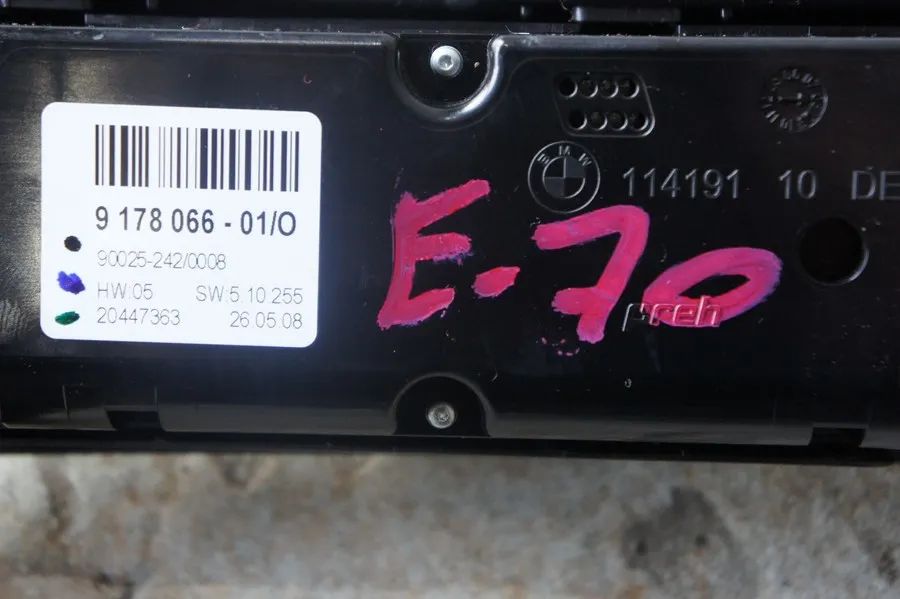 9 178 066 - 01/O
90025-242/0008
HW:05 SW:5.10.255
20447363 26.05.08
BMW
114191 10 DE
E-70
preh